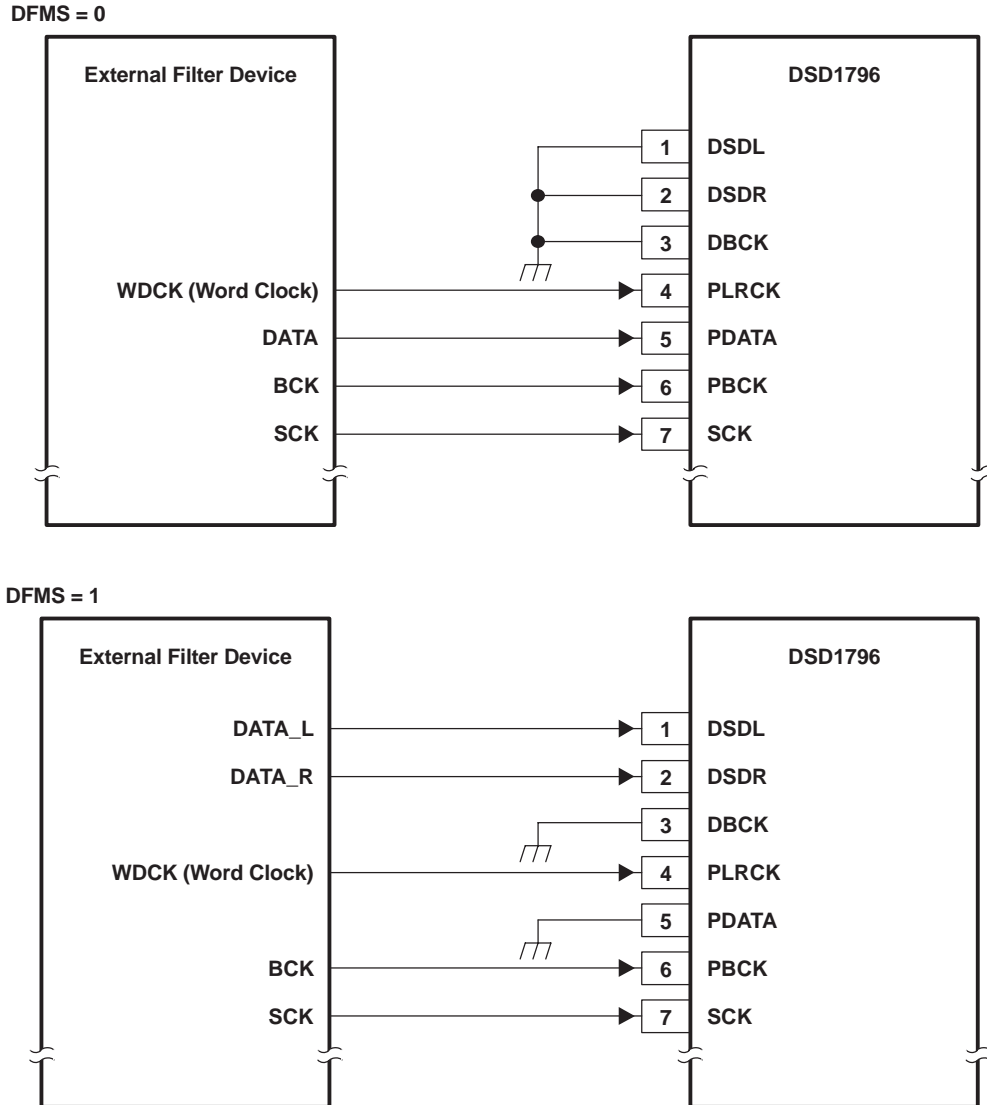 DFMS = 0
External Filter Device
DSD1796
1 DSDL
2 DSDR
3 DBCK
WDCK (Word Clock) 4 PLRCK
DATA 5 PDATA
BCK 6 PBCK
SCK 7 SCK
DFMS = 1
External Filter Device
DSD1796
DATA_L 1 DSDL
DATA_R 2 DSDR
3 DBCK
WDCK (Word Clock) 4 PLRCK
5 PDATA
BCK 6 PBCK
SCK 7 SCK